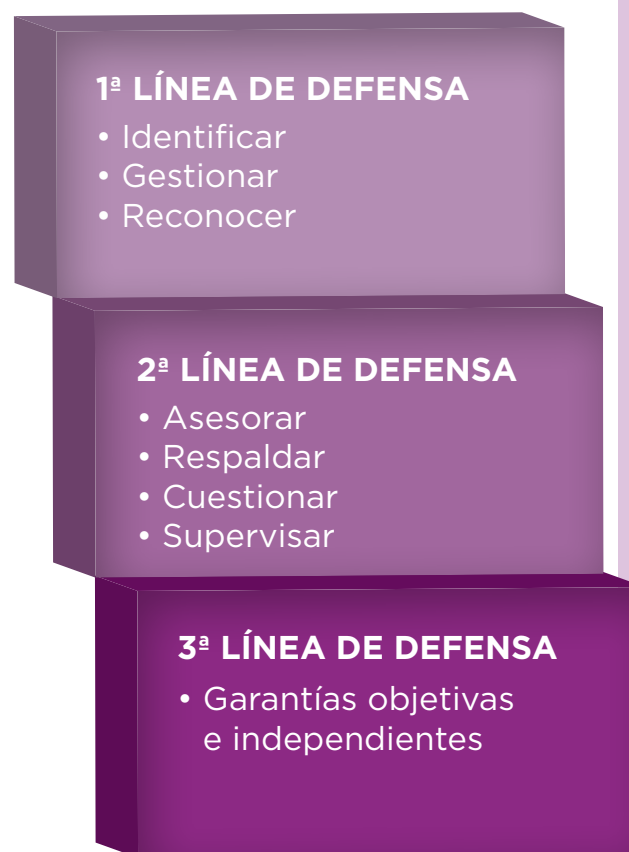 1ª LÍNEA DE DEFENSA
• Identificar
• Gestionar
• Reconocer
2ª LÍNEA DE DEFENSA
• Asesorar
• Respaldar
• Cuestionar
• Supervisar
3ª LÍNEA DE DEFENSA
• Garantías objetivas
e independientes